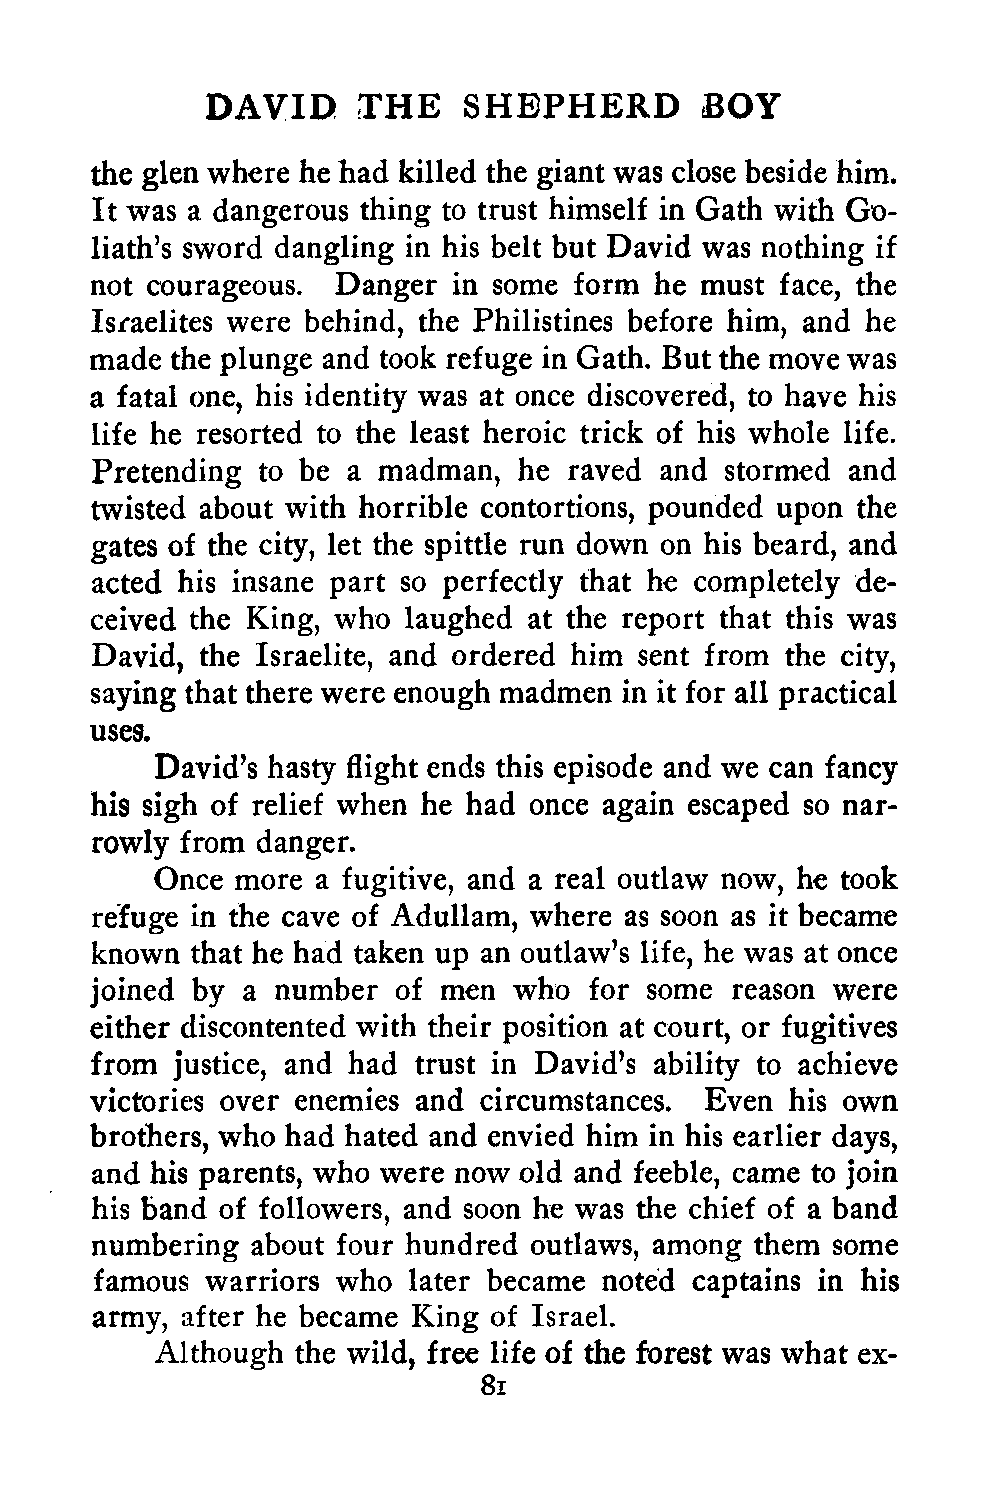 DAVID THE SHEPHERD BOY
the glen where he had killed the giant was close beside him.
It was a dangerous thing to trust himself in Gath with Go-
liath's sword dangling in his belt but David was nothing if
not courageous. Danger in some form he must face, the
Israelites were behind, the Philistines before him, and he
made the plunge and took refuge in Gath. But the move was
a fatal one, his identity was at once discovered, to have his
life he resorted to the least heroic trick of his whole life.
Pretending to be a madman, he raved and stormed and
twisted about with horrible contortions, pounded upon the
gates of the city, let the spittle run down on his beard, and
acted his insane part so perfectly that he completely de-
ceived the King, who laughed at the report that this was
David, the Israelite, and ordered him sent from the city,
saying that there were enough madmen in it for all practical
uses.
David's hasty flight ends this episode and we can fancy
his sigh of relief when he had once again escaped so nar-
rowly from danger.
Once more a fugitive, and a real outlaw now, he took
refuge in the cave of Adullam, where as soon as it became
known that he had taken up an outlaw's life, he was at once
joined by a number of men who for some reason were
either discontented with their position at court, or fugitives
from justice, and had trust in David's ability to achieve
victories over enemies and circumstances. Even his own
brothers, who had hated and envied him in his earlier days,
and his parents, who were now old and feeble, came to join
his band of followers, and soon he was the chief of a band
numbering about four hundred outlaws, among them some
famous warriors who later became noted captains in his
army, after he became King of Israel.
Although the wild, free life of the forest was what ex-
81